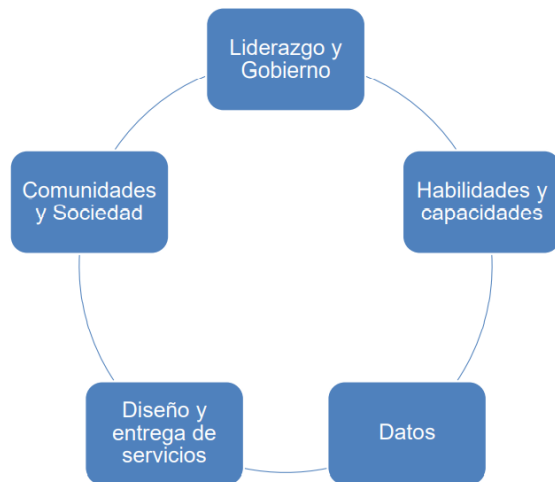 Liderazgo y
Gobierno
Comunidades
y Sociedad
Habilidades y
capacidades
Diseño y
entrega de
servicios
Datos